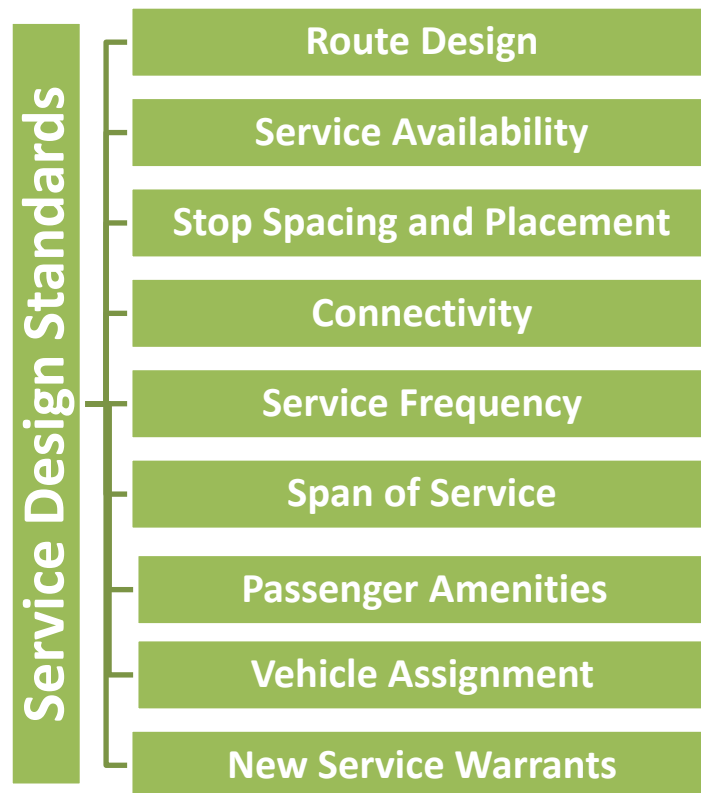 Service Design Standards
Route Design
Service Availability
Stop Spacing and Placement
Connectivity
Service Frequency
Span of Service
Passenger Amenities
Vehicle Assignment
New Service Warrants